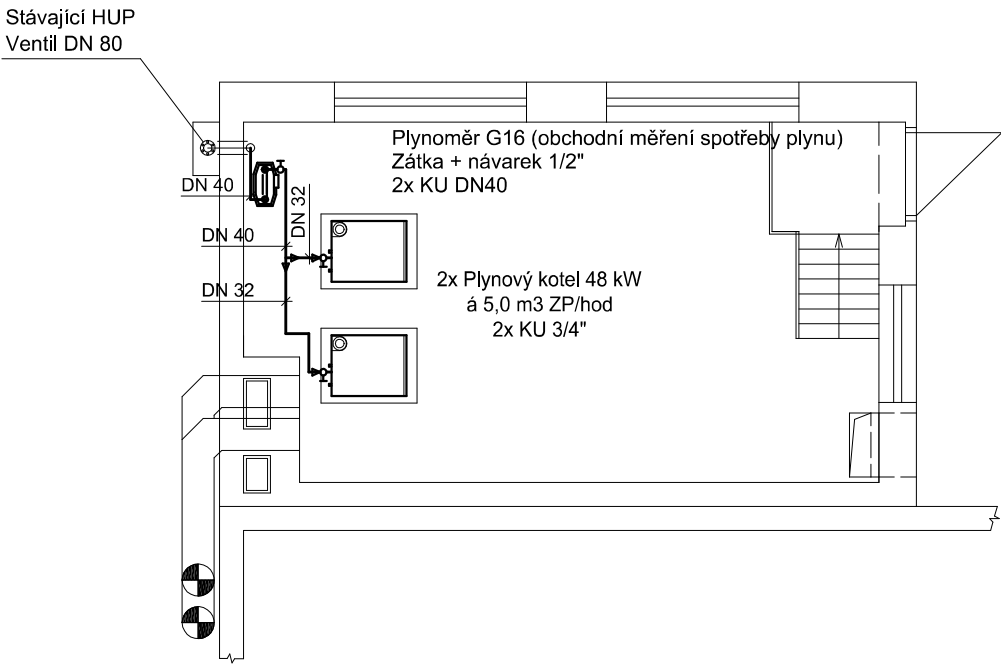 Stávající HUP
Ventil DN 80
Plynoměr G16 (obchodní měření spotřeby plynu)
Zátka + návarek 1/2"
2x KU DN40
DN 40
DN 32
DN 40
DN 32
2x Plynový kotel 48 kW
á 5,0 m3 ZP/hod
2x KU 3/4"